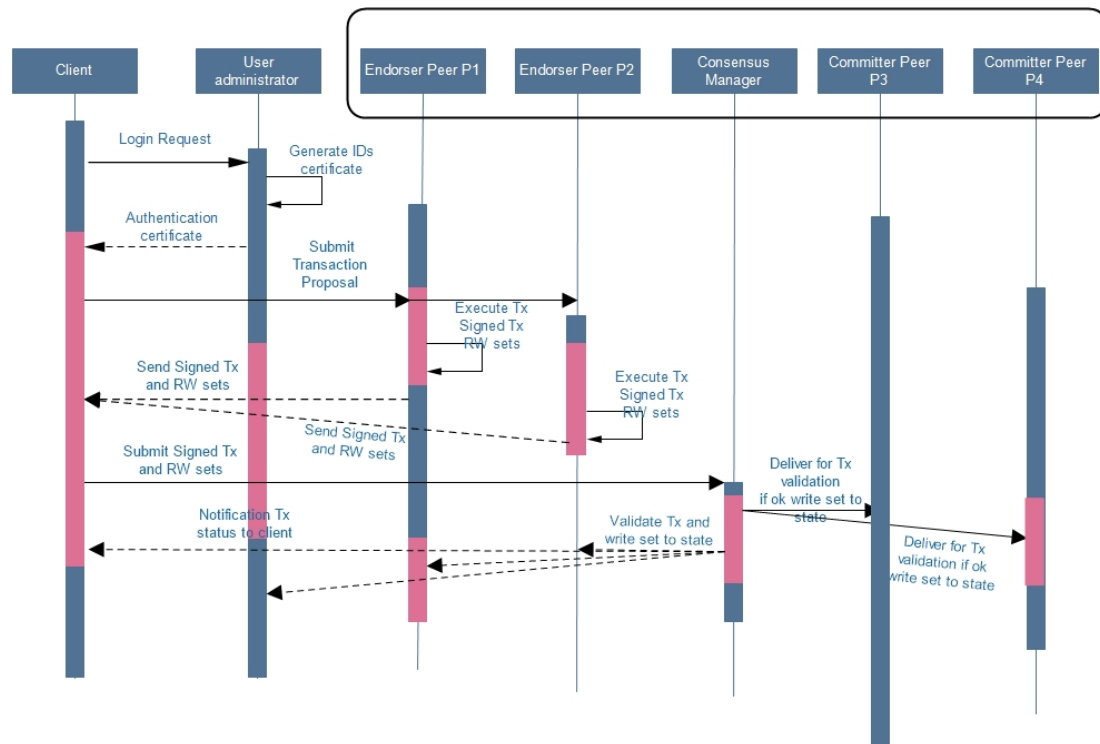 Client
User
administrator
Endorser Peer P1
Endorser Peer P2
Consensus
Manager
Committer Peer
P3
Committer Peer
P4
Login Request
Generate IDs
certificate
Authentication
certificate
Submit
Transaction
Proposal
Execute Tx
Signed Tx
RW sets
Send Signed Tx
and RW sets
Execute Tx
Signed Tx
RW sets
Send Signed Tx
and RW sets
Submit Signed Tx
and RW sets
Deliver for Tx
validation
if ok write set to
state
Notification Tx
status to client
Validate Tx and
write set to state
Deliver for Tx
validation if ok
write set to state